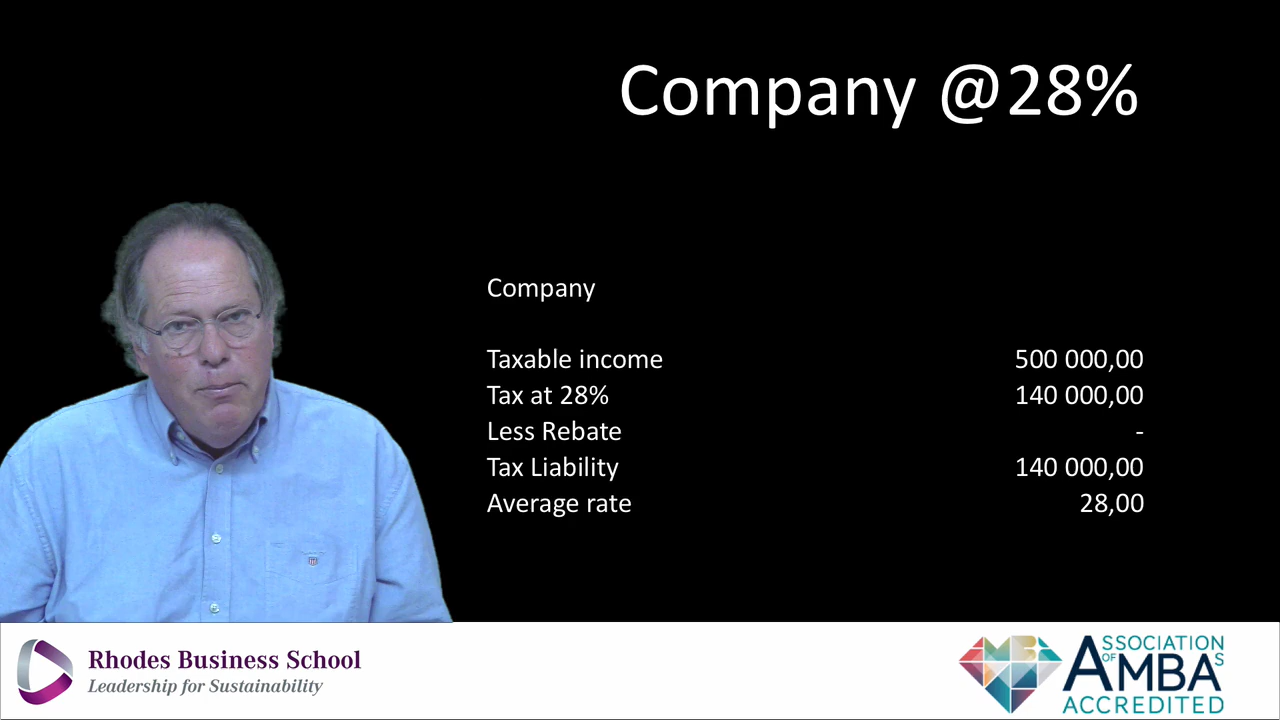 Company @28%
Company
Taxable income 500 000,00
Tax at 28% 140 000,00
Less Rebate -
Tax Liability 140 000,00
Average rate 28,00
Rhodes Business School
Leadership for Sustainability
ASSOCIATION
OF AMBAS
ACCREDITED